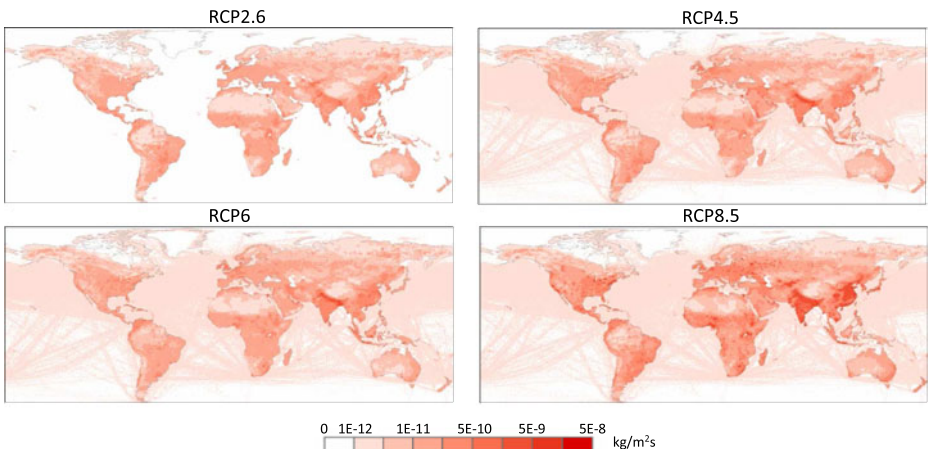 RCP2.6
RCP4.5
RCP6
RCP8.5
0 1E-12 1E-11 5E-10 5E-9 5E-8
kg/m²s